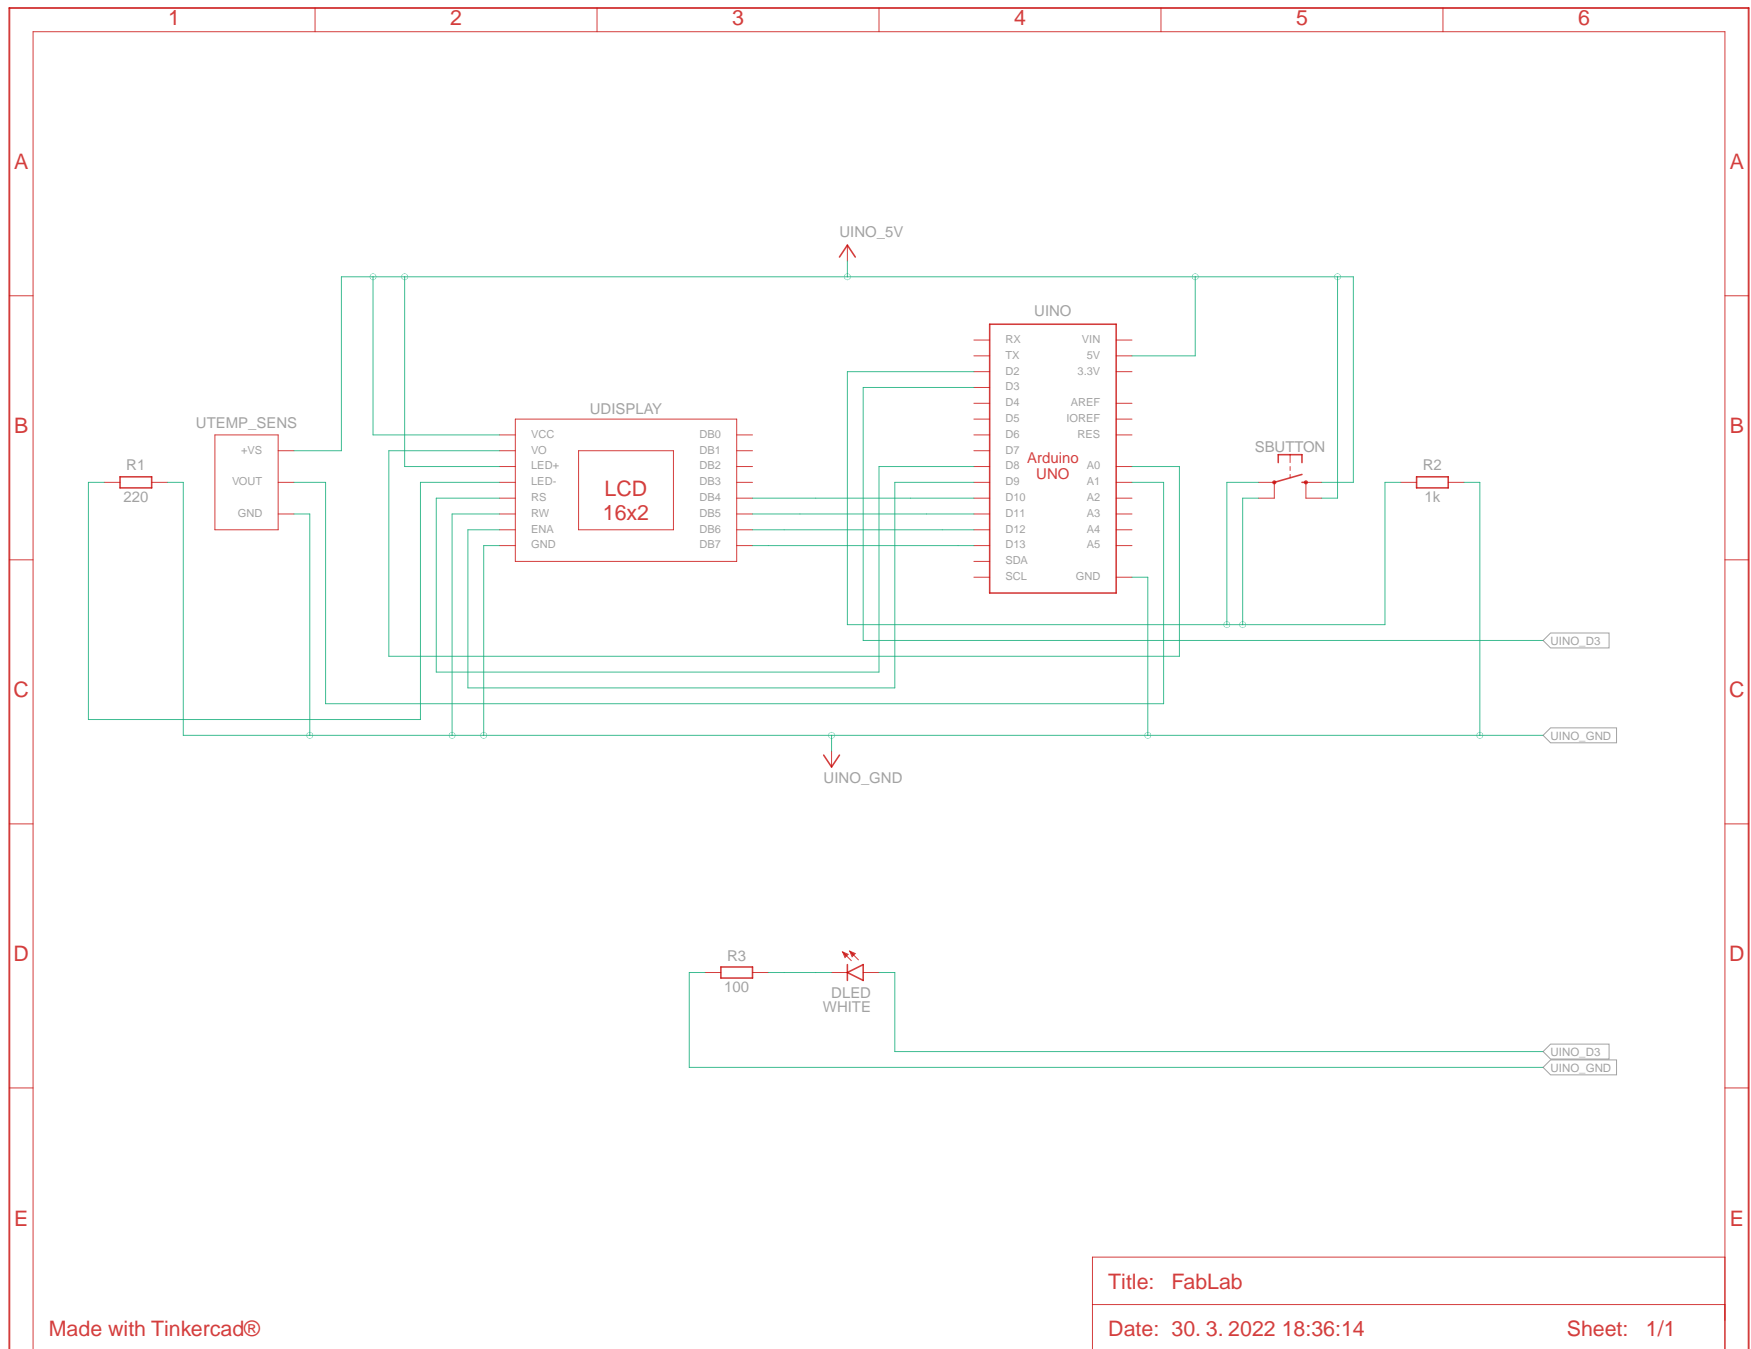 1 2 3 4 5 6
A A
UINO_5V
UINO
RX VIN
TX 5V
D2 3.3V
D3
D4 AREF
D5 IOREF
D6 RES
D7
D8 A0
D9 A1
D10 A2
D11 A3
D12 A4
D13 A5
SDA
SCL GND
Arduino
UNO
B B
UTEMP_SENS
+VS
VOUT
GND
R1
220
UDISPLAY
VCC DB0
VO DB1
LED+ DB2
LED- DB3
RS DB4
RW DB5
ENA DB6
GND DB7
LCD
16x2
SBUTTON
R2
1k
UINO_D3
C C
UINO_GND
UINO_GND
D D
R3
100
DLED
WHITE
UINO_D3
UINO_GND
E E
Title: FabLab
Made with Tinkercad®
Date: 30. 3. 2022 18:36:14 Sheet: 1/1